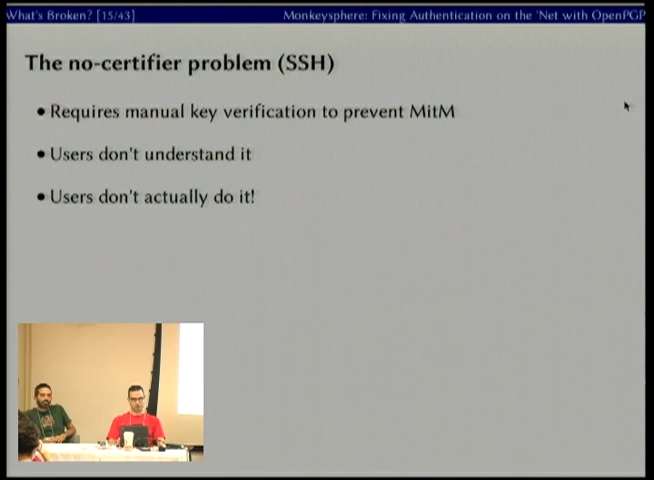 What's Broken? [15/43]
Monkeysphere: Fixing Authentication on the 'Net with OpenPGP
The no-certifier problem (SSH)
• Requires manual key verification to prevent MitM
• Users don't understand it
• Users don't actually do it!